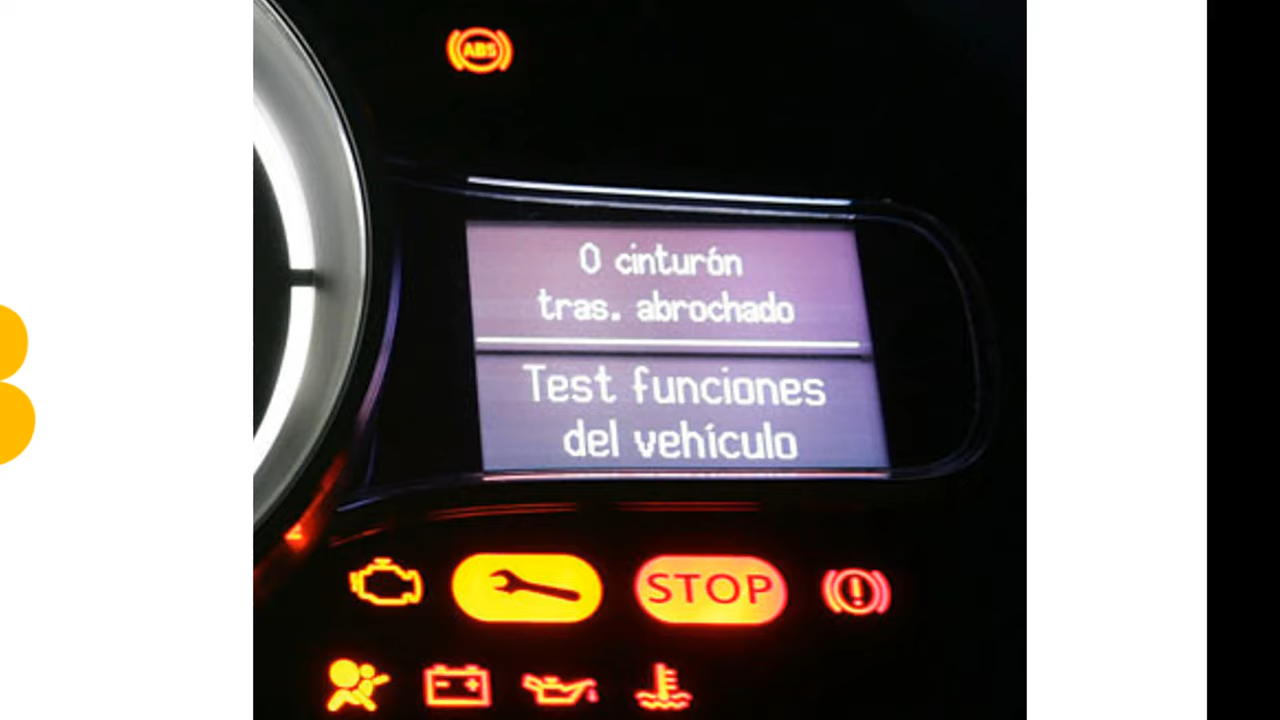 ABS
0 cinturón
tras. abrochado
Test funciones
del vehículo
STOP